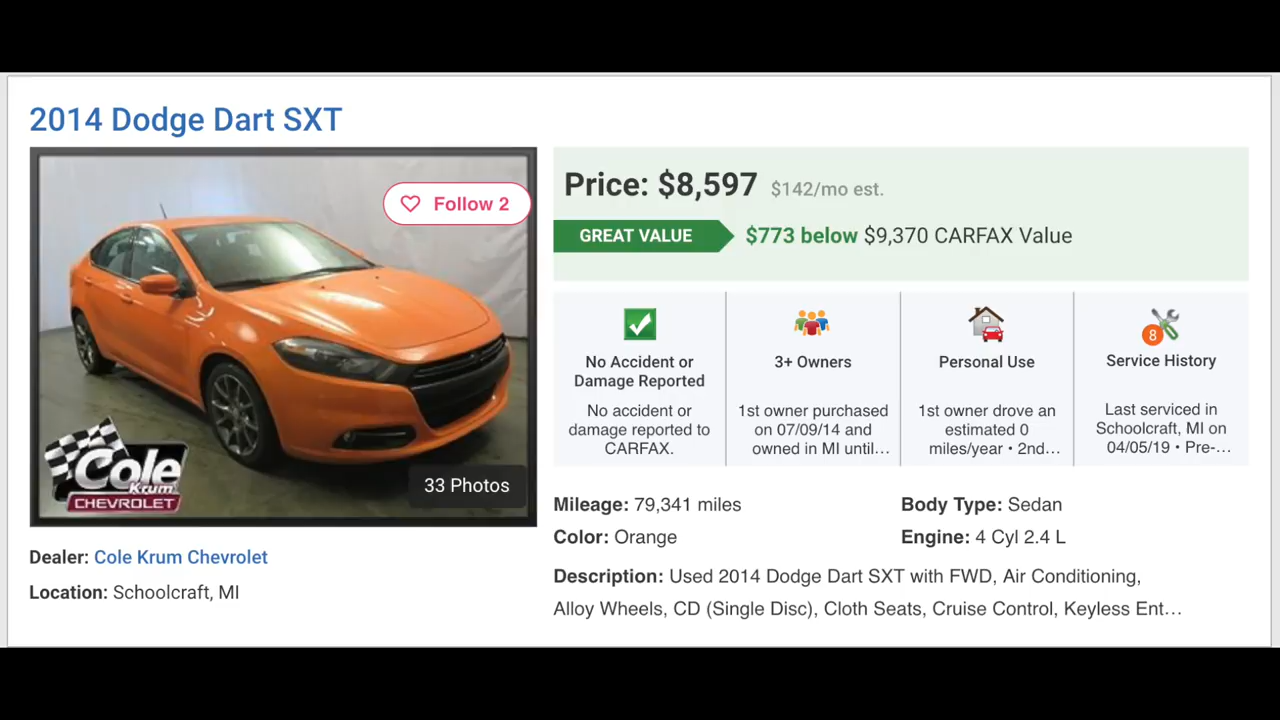 2014 Dodge Dart SXT
Follow 2
Cole
Krum
CHEVROLET
33 Photos
Dealer: Cole Krum Chevrolet
Location: Schoolcraft, MI
Price: $8,597 $142/mo est.
GREAT VALUE $773 below $9,370 CARFAX Value
No Accident or
Damage Reported
No accident or
damage reported to
CARFAX.
3+ Owners
1st owner purchased
on 07/09/14 and
owned in MI until…
Personal Use
1st owner drove an
estimated 0
miles/year • 2nd…
8
Service History
Last serviced in
Schoolcraft, MI on
04/05/19 • Pre-…
Mileage: 79,341 miles
Body Type: Sedan
Color: Orange
Engine: 4 Cyl 2.4 L
Description: Used 2014 Dodge Dart SXT with FWD, Air Conditioning,
Alloy Wheels, CD (Single Disc), Cloth Seats, Cruise Control, Keyless Ent…